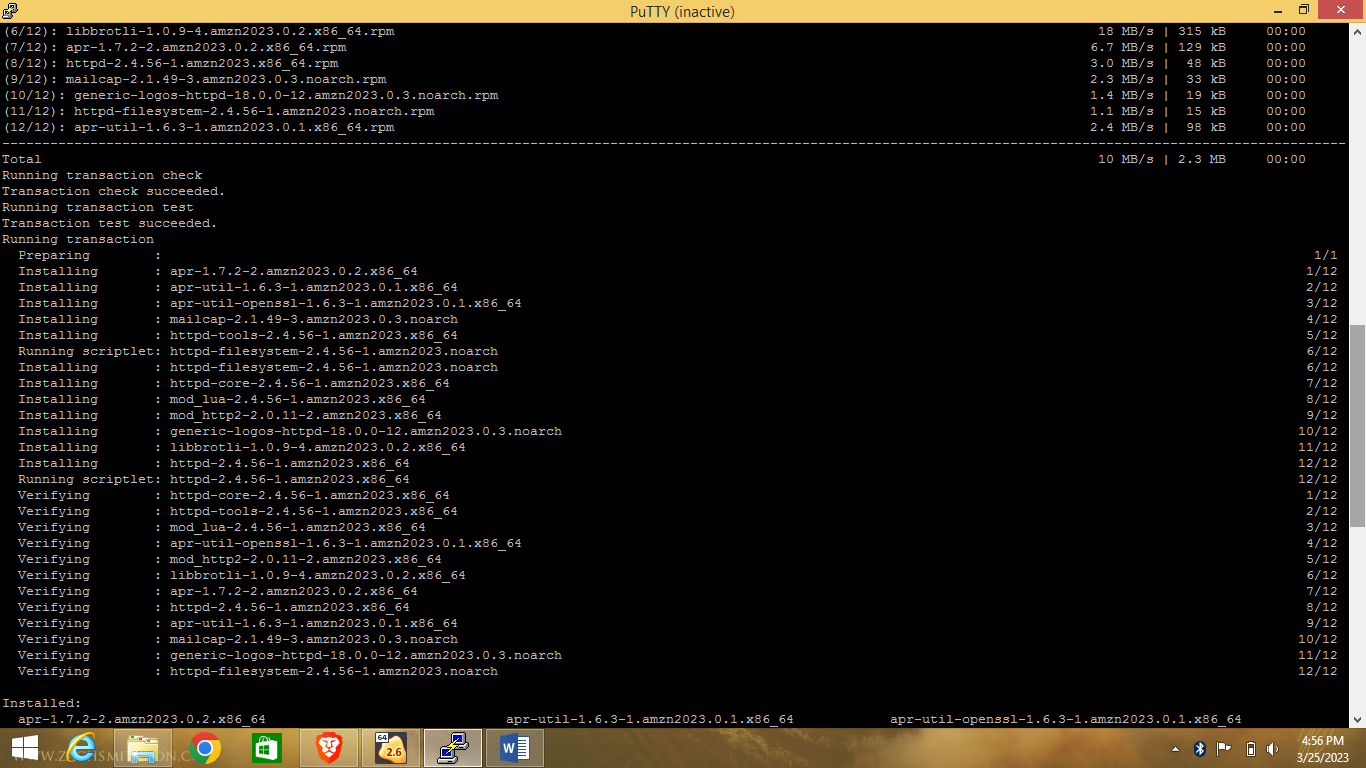 PuTTY (inactive)
(6/12): libbrotli-1.0.9-4.amzn2023.0.2.x86_64.rpm 18 MB/s | 315 kB 00:00
(7/12): apr-1.7.2-2.amzn2023.0.2.x86_64.rpm 6.7 MB/s | 129 kB 00:00
(8/12): httpd-2.4.56-1.amzn2023.x86_64.rpm 3.0 MB/s | 48 kB 00:00
(9/12): mailcap-2.1.49-3.amzn2023.0.3.noarch.rpm 2.3 MB/s | 33 kB 00:00
(10/12): generic-logos-httpd-18.0.0-12.amzn2023.0.3.noarch.rpm 1.4 MB/s | 19 kB 00:00
(11/12): httpd-filesystem-2.4.56-1.amzn2023.noarch.rpm 1.1 MB/s | 15 kB 00:00
(12/12): apr-util-1.6.3-1.amzn2023.0.1.x86_64.rpm 2.4 MB/s | 98 kB 00:00
Total 10 MB/s | 2.3 MB 00:00
Running transaction check
Transaction check succeeded.
Running transaction test
Transaction test succeeded.
Running transaction
Preparing : 1/1
Installing : apr-1.7.2-2.amzn2023.0.2.x86_64 1/12
Installing : apr-util-1.6.3-1.amzn2023.0.1.x86_64 2/12
Installing : apr-util-openssl-1.6.3-1.amzn2023.0.1.x86_64 3/12
Installing : mailcap-2.1.49-3.amzn2023.0.3.noarch 4/12
Installing : httpd-tools-2.4.56-1.amzn2023.x86_64 5/12
Running scriptlet: httpd-filesystem-2.4.56-1.amzn2023.noarch 6/12
Installing : httpd-filesystem-2.4.56-1.amzn2023.noarch 6/12
Installing : httpd-core-2.4.56-1.amzn2023.x86_64 7/12
Installing : mod_lua-2.4.56-1.amzn2023.x86_64 8/12
Installing : mod_http2-2.0.11-2.amzn2023.x86_64 9/12
Installing : generic-logos-httpd-18.0.0-12.amzn2023.0.3.noarch 10/12
Installing : libbrotli-1.0.9-4.amzn2023.0.2.x86_64 11/12
Installing : httpd-2.4.56-1.amzn2023.x86_64 12/12
Running scriptlet: httpd-2.4.56-1.amzn2023.x86_64 12/12
Verifying : httpd-core-2.4.56-1.amzn2023.x86_64 1/12
Verifying : httpd-tools-2.4.56-1.amzn2023.x86_64 2/12
Verifying : mod_lua-2.4.56-1.amzn2023.x86_64 3/12
Verifying : apr-util-openssl-1.6.3-1.amzn2023.0.1.x86_64 4/12
Verifying : mod_http2-2.0.11-2.amzn2023.x86_64 5/12
Verifying : libbrotli-1.0.9-4.amzn2023.0.2.x86_64 6/12
Verifying : apr-1.7.2-2.amzn2023.0.2.x86_64 7/12
Verifying : httpd-2.4.56-1.amzn2023.x86_64 8/12
Verifying : apr-util-1.6.3-1.amzn2023.0.1.x86_64 9/12
Verifying : mailcap-2.1.49-3.amzn2023.0.3.noarch 10/12
Verifying : generic-logos-httpd-18.0.0-12.amzn2023.0.3.noarch 11/12
Verifying : httpd-filesystem-2.4.56-1.amzn2023.noarch 12/12
Installed:
apr-1.7.2-2.amzn2023.0.2.x86_64 apr-util-1.6.3-1.amzn2023.0.1.x86_64 apr-util-openssl-1.6.3-1.amzn2023.0.1.x86_64
64
2.6
4:56 PM
3/25/2023